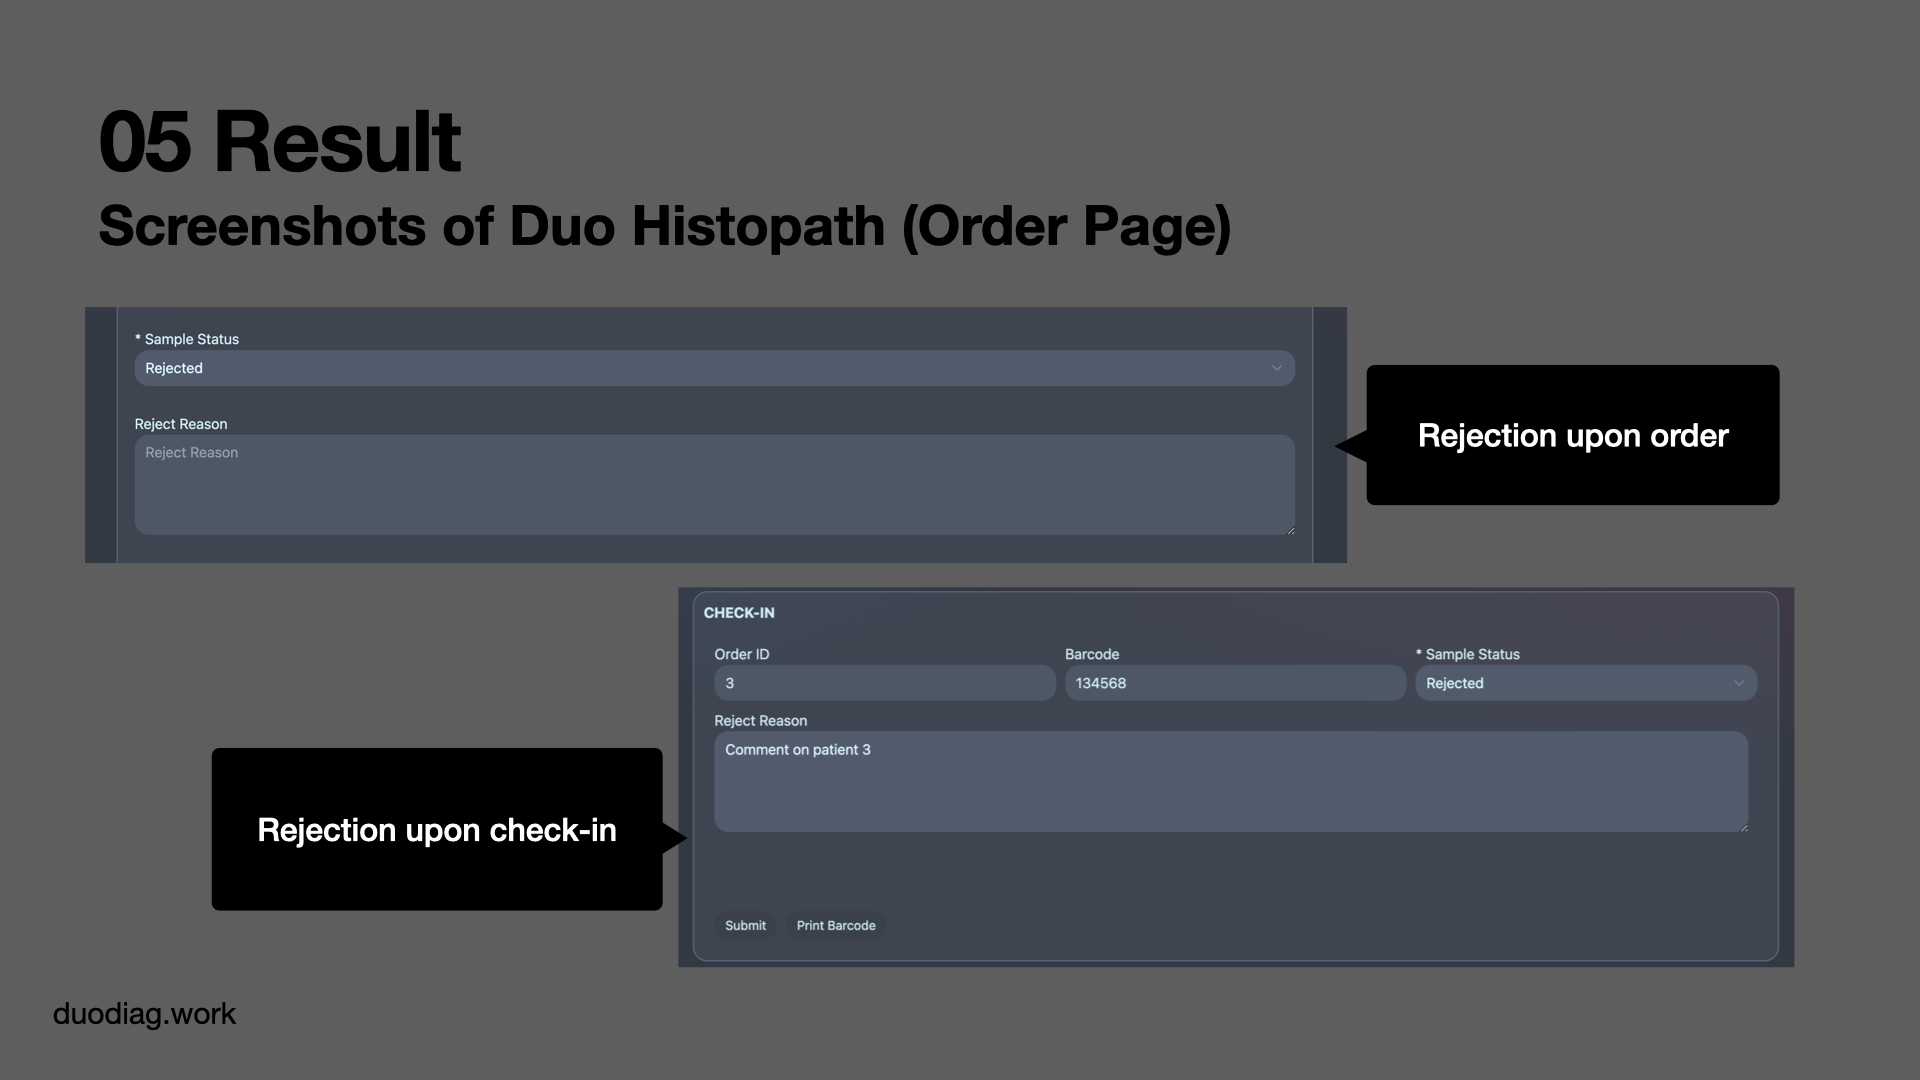 05 Result
Screenshots of Duo Histopath (Order Page)
* Sample Status
Rejected
Reject Reason
Reject Reason
Rejection upon order
CHECK-IN
Order ID
Barcode
* Sample Status
3
134568
Rejected
Reject Reason
Comment on patient 3
Rejection upon check-in
Submit
Print Barcode
duodiag.work